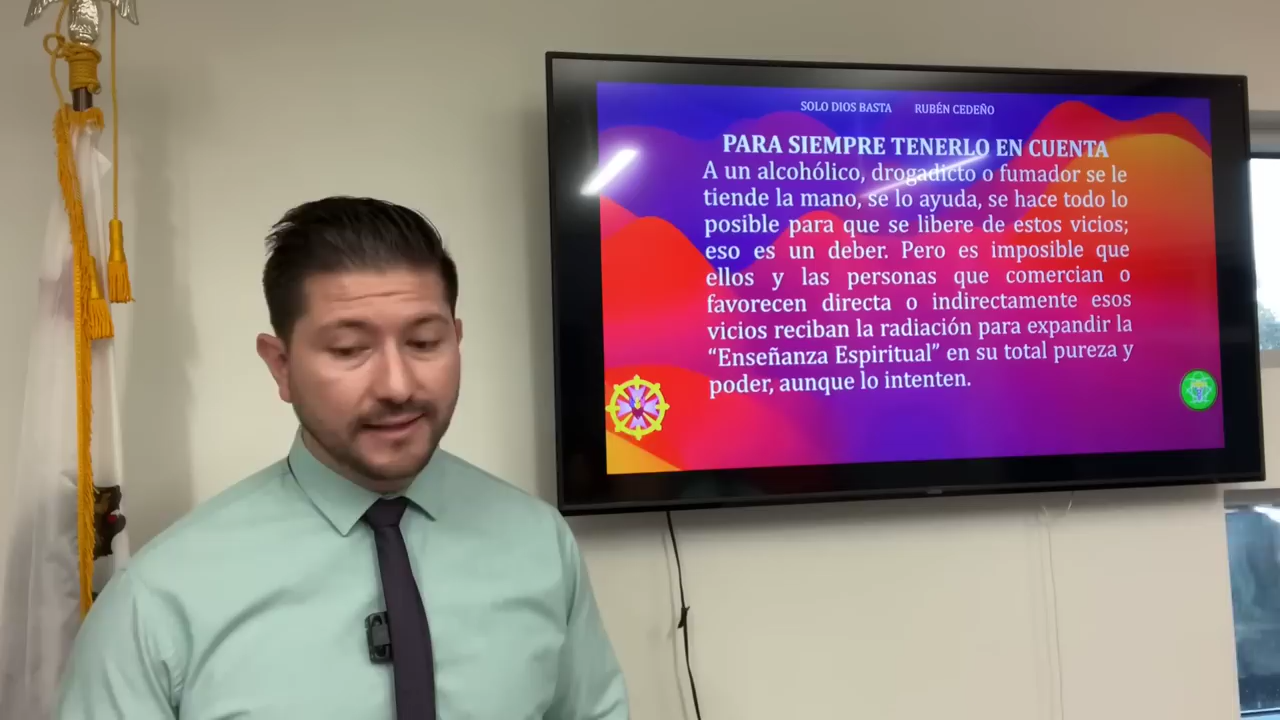 SOLO DIOS BASTA RUBÉN CEDEÑO
PARA SIEMPRE TENERLO EN CUENTA
A un alcohólico, drogadicto o fumador se le
tiende la mano, se lo ayuda, se hace todo lo
posible para que se libere de estos vicios;
eso es un deber. Pero es imposible que
ellos y las personas que comercian o
favorecen directa o indirectamente esos
vicios reciban la radiación para expandir la
“Enseñanza Espiritual” en su total pureza y
poder, aunque lo intenten.